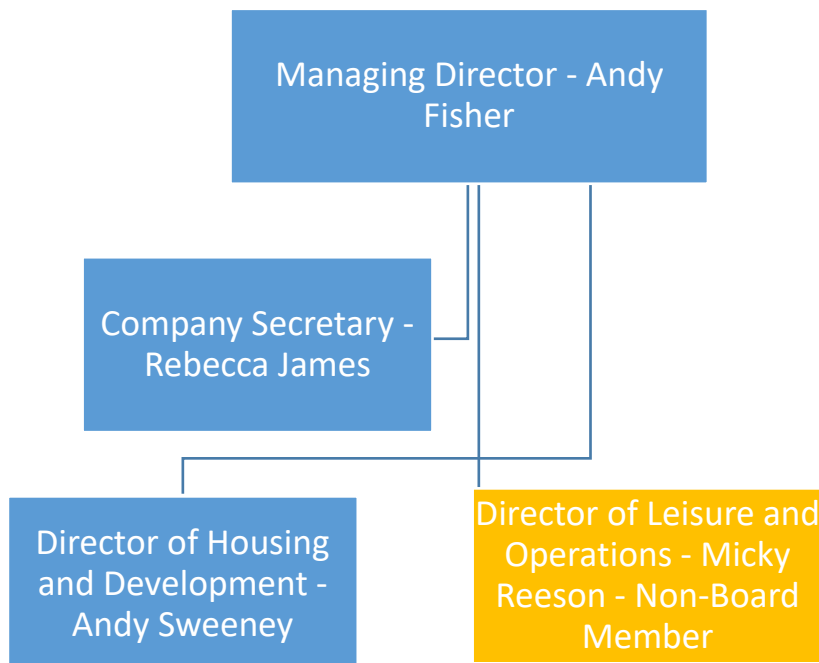 Managing Director - Andy
Fisher
Company Secretary -
Rebecca James
Director of Housing
and Development -
Andy Sweeney
Director of Leisure and
Operations - Micky
Reeson - Non-Board
Member